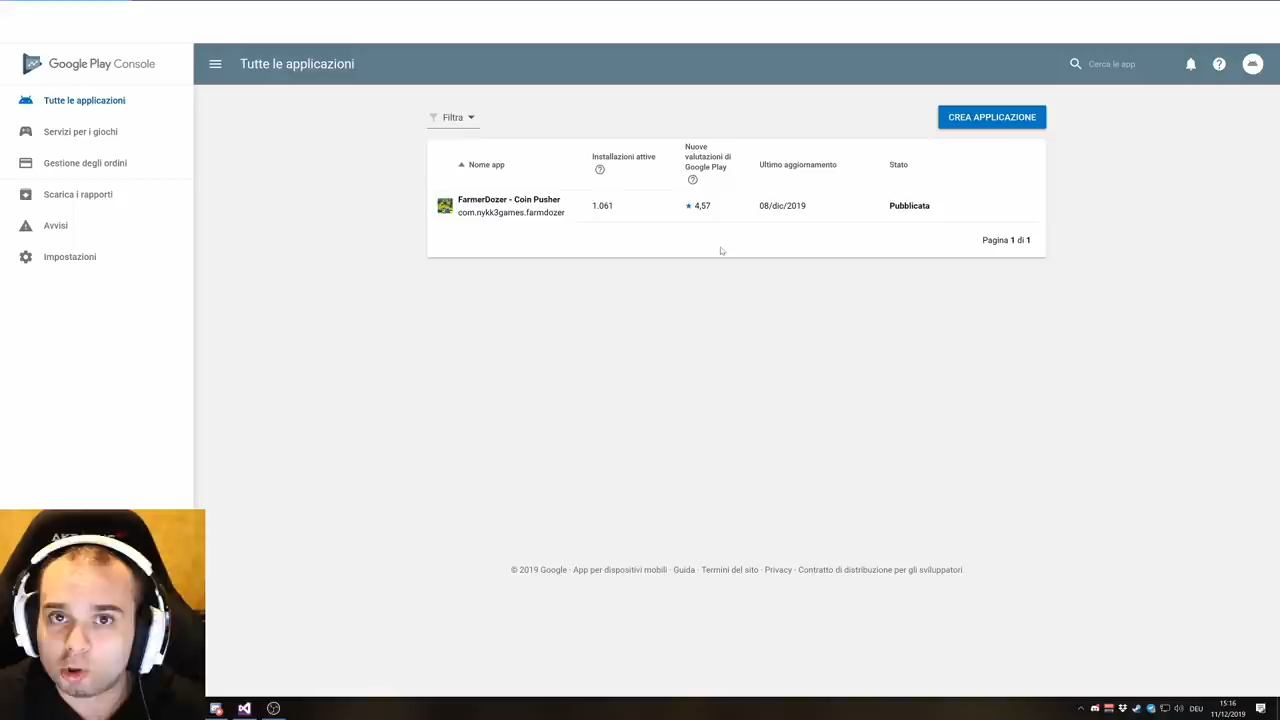 Google Play Console
Tutte le applicazioni
Cerca le app
Tutte le applicazioni
Servizi per i giochi
Gestione degli ordini
Scarica i rapporti
Avvisi
Impostazioni
Filtra
CREA APPLICAZIONE
Nome app
Installazioni attive
Nuove
valutazioni di
Google Play
Ultimo aggiornamento
Stato
FarmerDozer - Coin Pusher
com.nykk3games.farmdozer
1.061
4,57
08/dic/2019
Pubblicata
Pagina 1 di 1
© 2019 Google · App per dispositivi mobili · Guida · Termini del sito · Privacy · Contratto di distribuzione per gli sviluppatori
DEU
15:16
11/12/2019